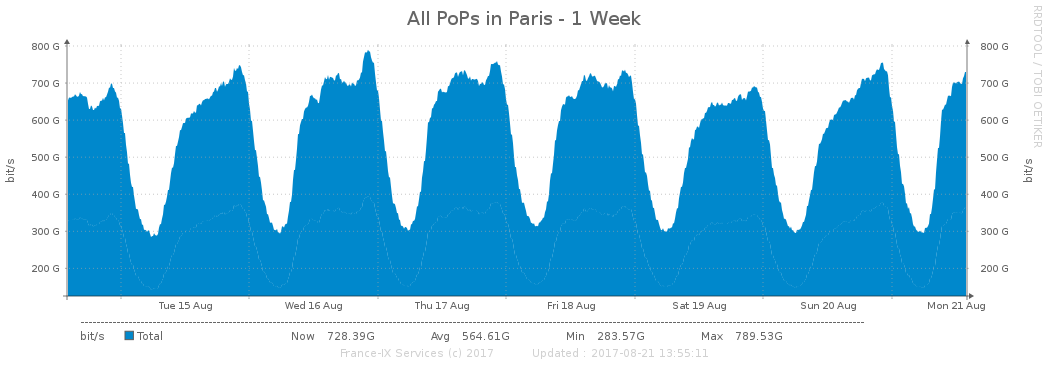 All PoPs in Paris - 1 Week
RRDTOOL / TOBI OETIKER
800 G 800 G
700 G 700 G
600 G 600 G
500 G 500 G
400 G 400 G
300 G 300 G
200 G 200 G
bit/s bit/s
Tue 15 Aug Wed 16 Aug Thu 17 Aug Fri 18 Aug Sat 19 Aug Sun 20 Aug Mon 21 Aug
bit/s Total Now 728.39G Avg 564.61G Min 283.57G Max 789.53G
France-IX Services (c) 2017 Updated : 2017-08-21 13:55:11